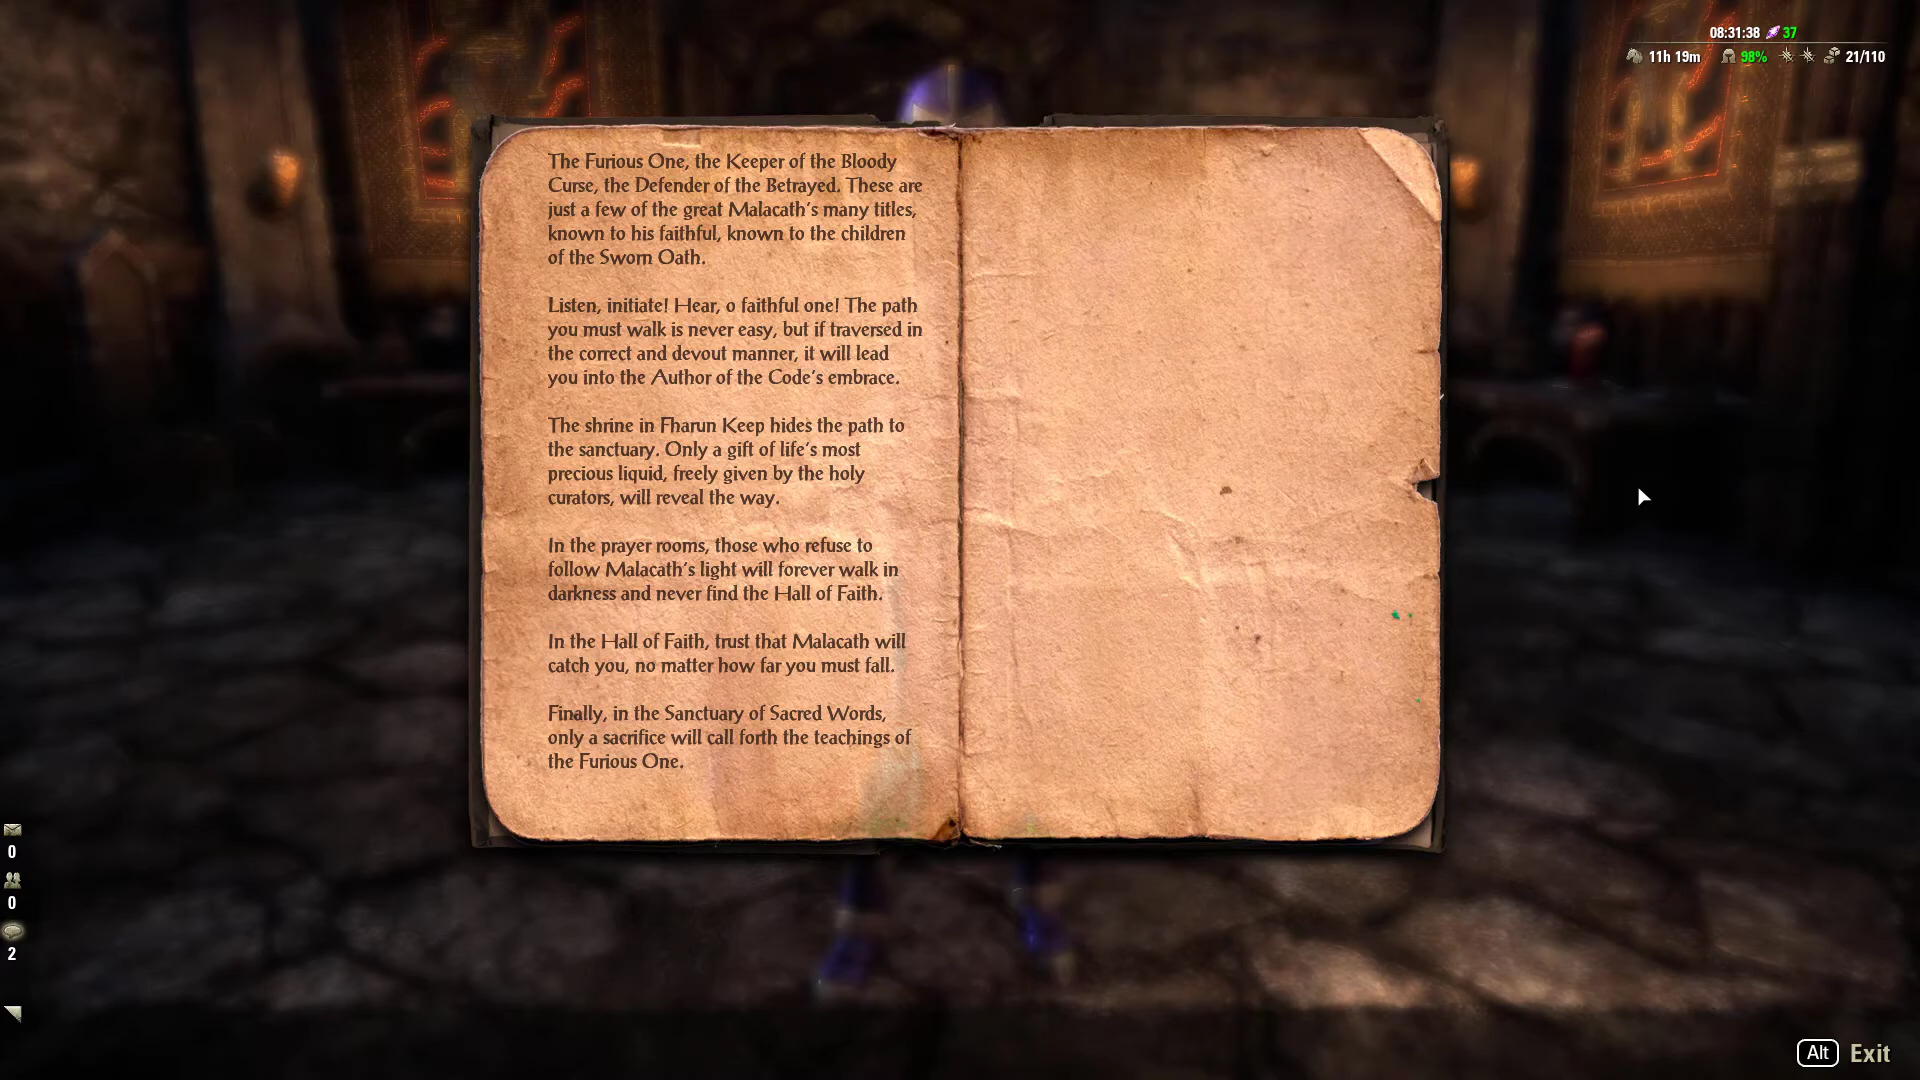 08:31:38 37
11h 19m 98% 21/110
The Furious One, the Keeper of the Bloody
Curse, the Defender of the Betrayed. These are
just a few of the great Malacath's many titles,
known to his faithful, known to the children
of the Sworn Oath.
Listen, initiate! Hear, o faithful one! The path
you must walk is never easy, but if traversed in
the correct and devout manner, it will lead
you into the Author of the Code's embrace.
The shrine in Fharun Keep hides the path to
the sanctuary. Only a gift of life's most
precious liquid, freely given by the holy
curators, will reveal the way.
In the prayer rooms, those who refuse to
follow Malacath's light will forever walk in
darkness and never find the Hall of Faith.
In the Hall of Faith, trust that Malacath will
catch you, no matter how far you must fall.
Finally, in the Sanctuary of Sacred Words,
only a sacrifice will call forth the teachings of
the Furious One.
0
0
2
Alt Exit